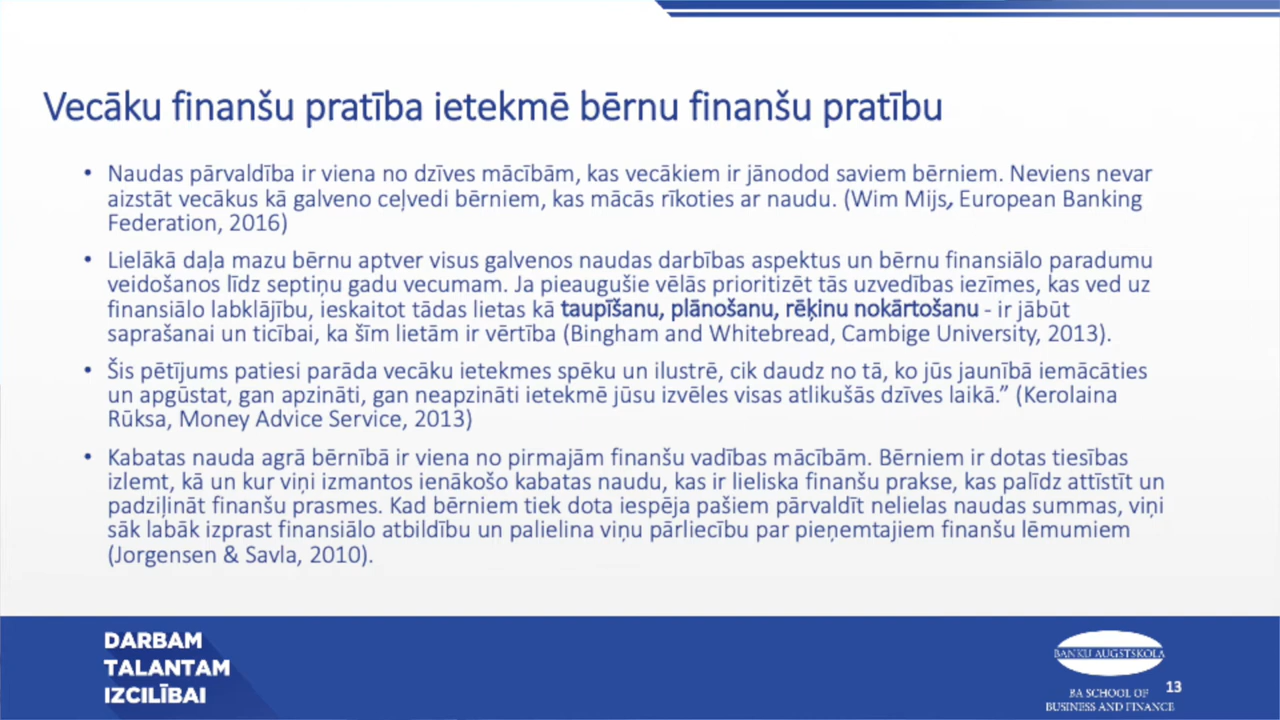 Vecāku finanšu pratība ietekmē bērnu finanšu pratību
• Naudas pārvaldība ir viena no dzīves mācībām, kas vecākiem ir jānodod saviem bērniem. Neviens nevar
aizstāt vecākus kā galveno ceļvedi bērniem, kas mācās rīkoties ar naudu. (Wim Mijs, European Banking
Federation, 2016)
• Lielākā daļa mazu bērnu aptver visus galvenos naudas darbības aspektus un bērnu finansiālo paradumu
veidošanos līdz septiņu gadu vecumam. Ja pieaugušie vēlās prioritizēt tās uzvedības iezīmes, kas ved uz
finansiālo labklājību, ieskaitot tādas lietas kā taupīšanu, plānošanu, rēķinu nokārtošanu - ir jābūt
saprašanai un ticībai, ka šīm lietām ir vērtība (Bingham and Whitebread, Cambige University, 2013).
• Šis pētījums patiesi parāda vecāku ietekmes spēku un ilustrē, cik daudz no tā, ko jūs jaunībā iemācāties
un apgūstat, gan apzināti, gan neapzināti ietekmē jūsu izvēles visas atlikušās dzīves laikā.” (Kerolaina
Rūksa, Money Advice Service, 2013)
• Kabatas nauda agrā bērnībā ir viena no pirmajām finanšu vadības mācībām. Bērniem ir dotas tiesības
izlemt, kā un kur viņi izmantos ienākošo kabatas naudu, kas ir lieliska finanšu prakse, kas palīdz attīstīt un
padziļināt finanšu prasmes. Kad bērniem tiek dota iespēja pašiem pārvaldīt nelielas naudas summas, viņi
sāk labāk izprast finansiālo atbildību un palielina viņu pārliecību par pieņemtajiem finanšu lēmumiem
(Jorgensen & Savla, 2010).
DARBAM
TALANTAM
IZCILĪBAI
BANKU AUGSTSKOLA
BA SCHOOL OF
BUSINESS AND FINANCE
13